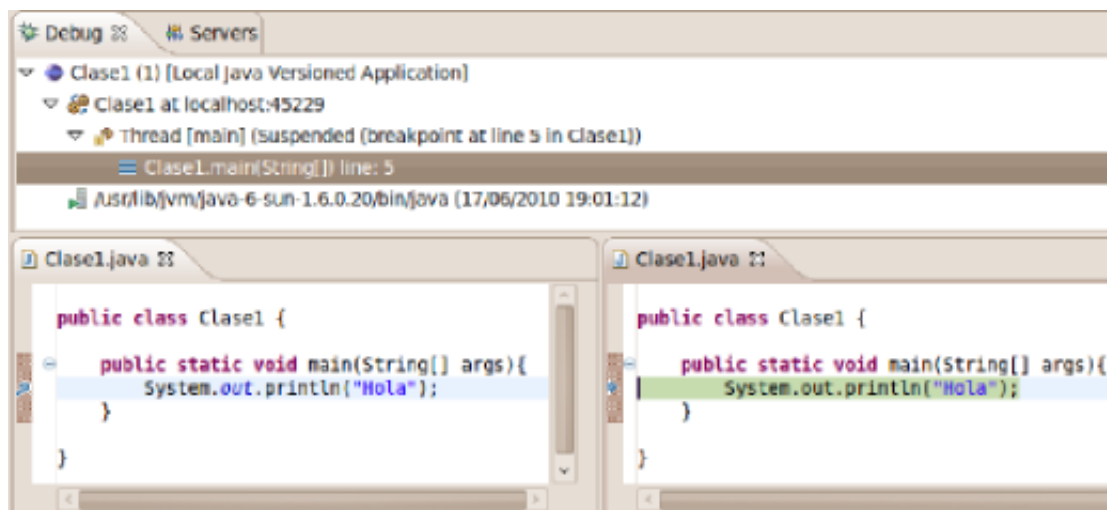 Debug Servers
Clase1 (1) [Local Java Versioned Application]
Clase1 at localhost:45229
Thread [main] (Suspended (breakpoint at line 5 in Clase1))
Clase1.main(String[]) line: 5
/usr/lib/jvm/java-6-sun-1.6.0.20/bin/java (17/06/2010 19:01:12)
Clase1.java
public class Clase1 {
public static void main(String[] args){
System.out.println("Hola");
}
}
Clase1.java
public class Clase1 {
public static void main(String[] args){
System.out.println("Hola");
}
}